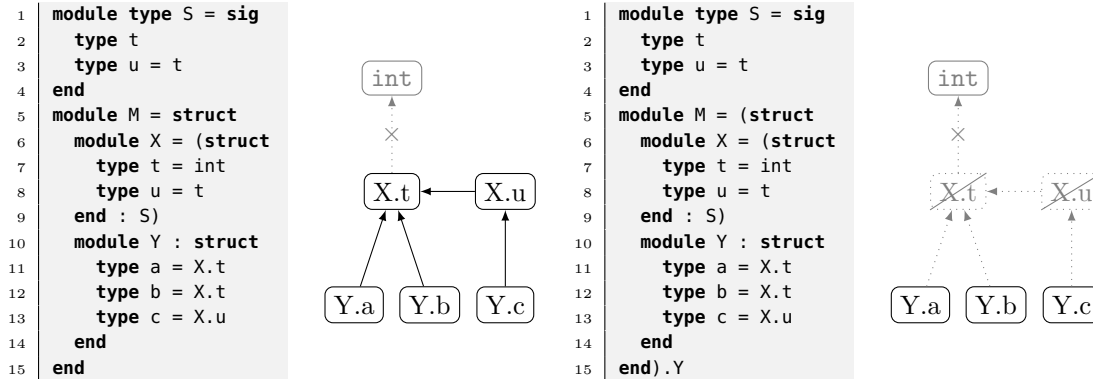 1 module type S = sig
2 type t
3 type u = t
4 end
5 module M = struct
6 module X = (struct
7 type t = int
8 type u = t
9 end : S)
10 module Y : struct
11 type a = X.t
12 type b = X.t
13 type c = X.u
14 end
15 end
int
×
X.t X.u
Y.a Y.b Y.c
1 module type S = sig
2 type t
3 type u = t
4 end
5 module M = (struct
6 module X = (struct
7 type t = int
8 type u = t
9 end : S)
10 module Y : struct
11 type a = X.t
12 type b = X.t
13 type c = X.u
14 end
15 end).Y
int
×
X.t X.u
Y.a Y.b Y.c